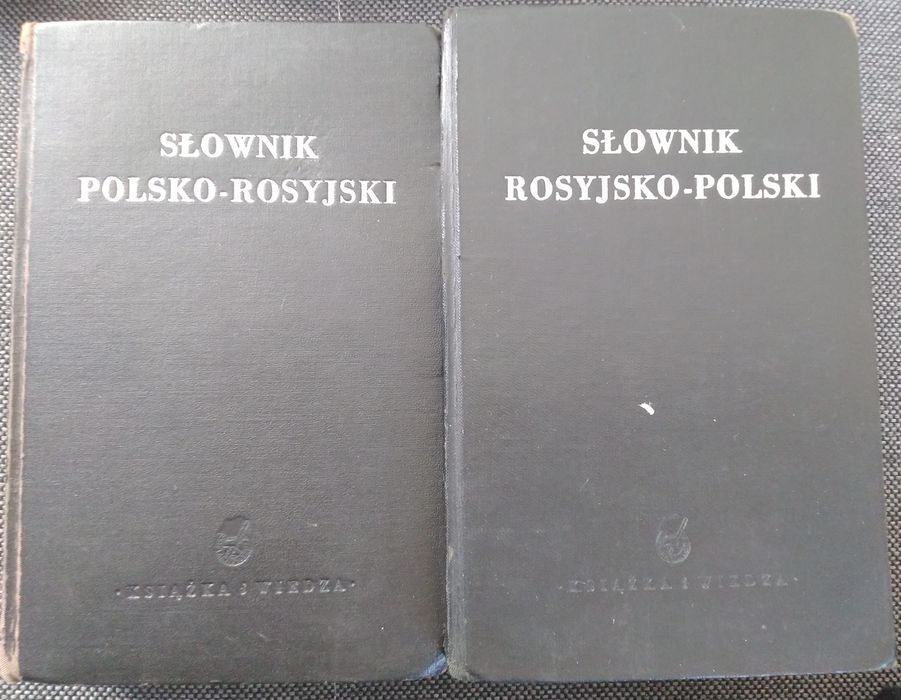 SŁOWNIK
POLSKO-ROSYJSKI
·KSIĄŻKA i WIEDZA·
SŁOWNIK
ROSYJSKO-POLSKI
·KSIĄŻKA i WIEDZA·